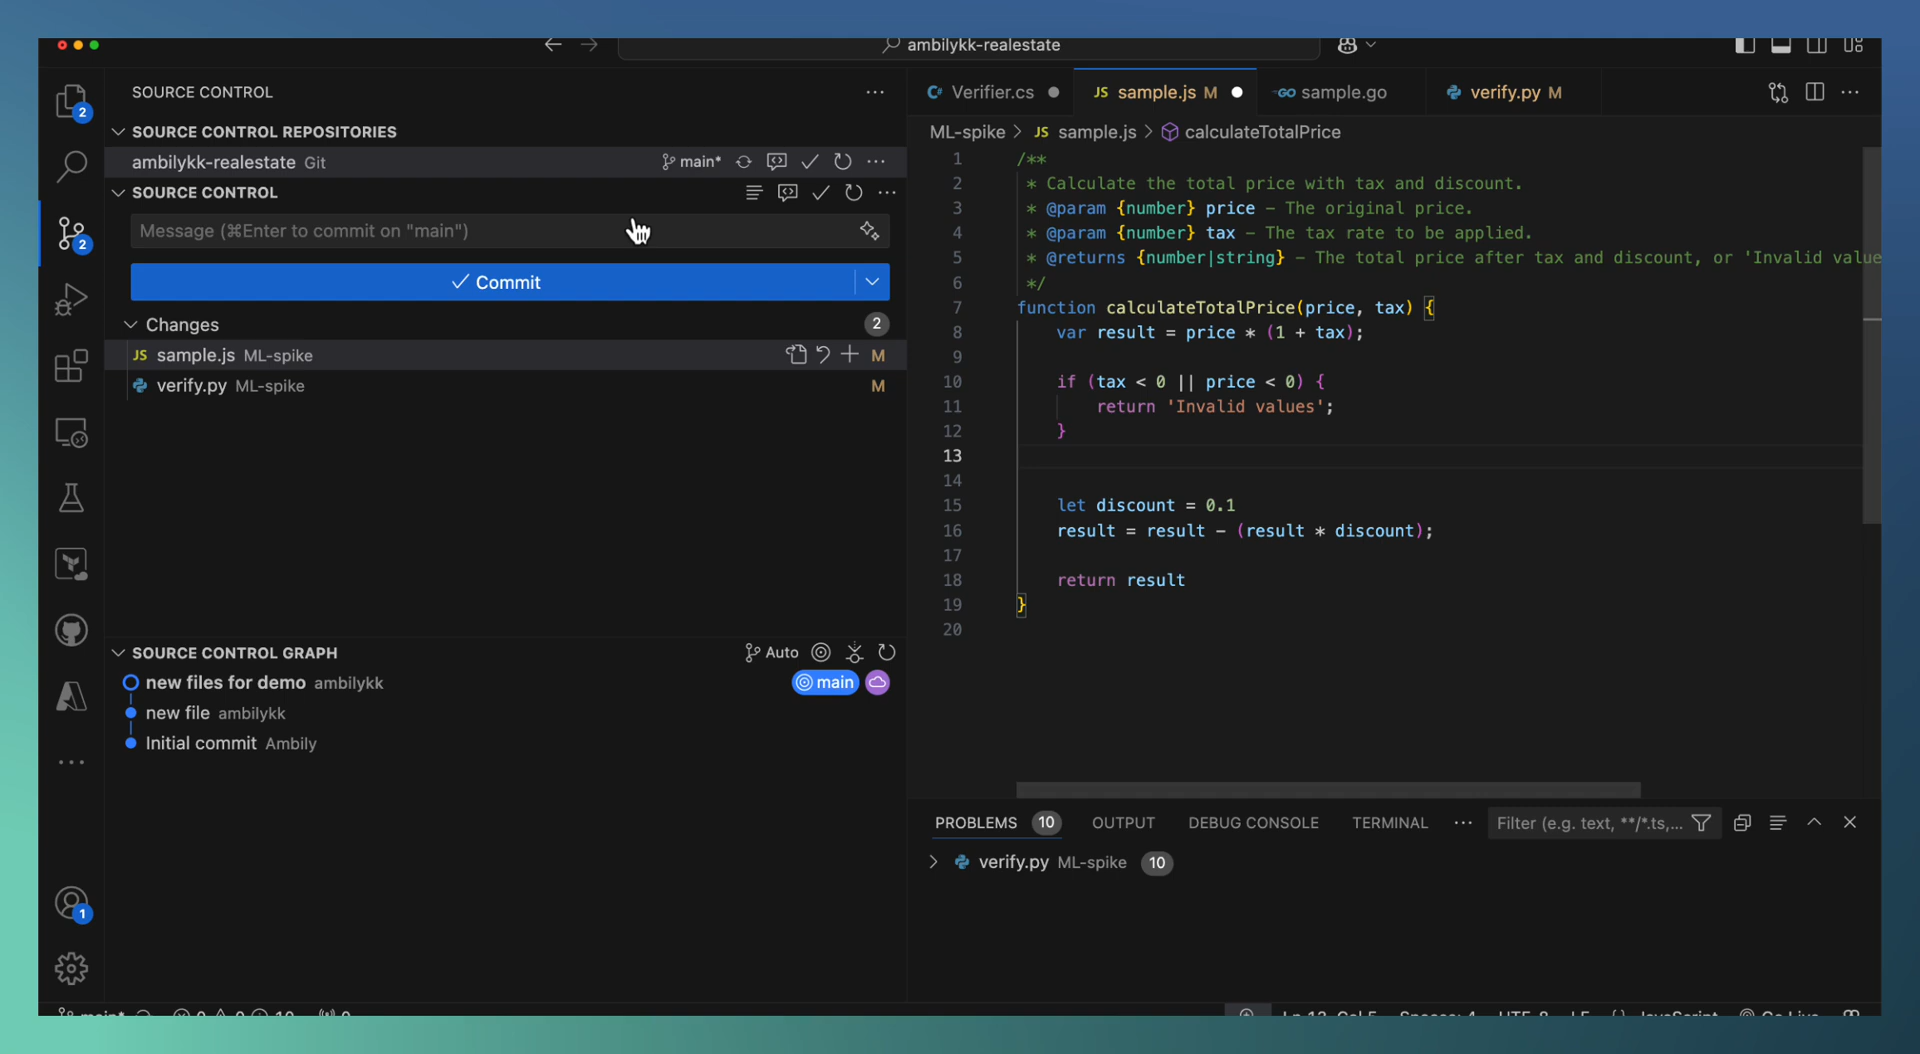 ambilykk-realestate
SOURCE CONTROL
SOURCE CONTROL REPOSITORIES
ambilykk-realestate Git main*
SOURCE CONTROL
Message (⌘Enter to commit on "main")
Commit
Changes 2
JS sample.js ML-spike M
verify.py ML-spike M
SOURCE CONTROL GRAPH Auto
new files for demo ambilykk main
new file ambilykk
Initial commit Ambily
2
2
1
C# Verifier.cs JS sample.js M GO sample.go verify.py M
ML-spike > JS sample.js > calculateTotalPrice
1 /**
2 * Calculate the total price with tax and discount.
3 * @param {number} price – The original price.
4 * @param {number} tax – The tax rate to be applied.
5 * @returns {number|string} – The total price after tax and discount, or 'Invalid value
6 */
7 function calculateTotalPrice(price, tax) {
8 var result = price * (1 + tax);
9
10 if (tax < 0 || price < 0) {
11 return 'Invalid values';
12 }
13
14
15 let discount = 0.1
16 result = result - (result * discount);
17
18 return result
19 }
20
PROBLEMS 10 OUTPUT DEBUG CONSOLE TERMINAL ··· Filter (e.g. text, **/*.ts,...
verify.py ML-spike 10